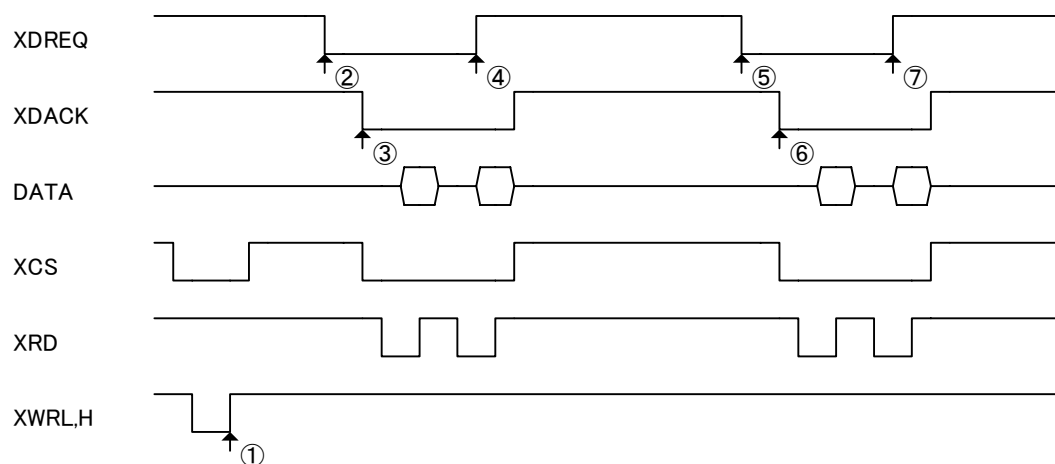 XDREQ
② ④ ⑤ ⑦
XDACK
③ ⑥
DATA
XCS
XRD
XWRL,H
①